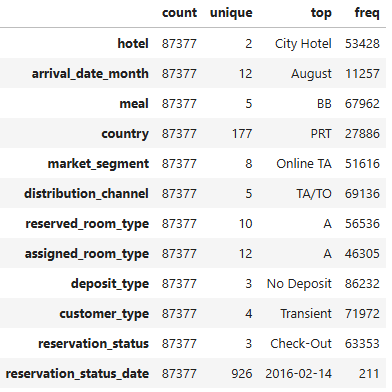 count unique top freq
hotel 87377 2 City Hotel 53428
arrival_date_month 87377 12 August 11257
meal 87377 5 BB 67962
country 87377 177 PRT 27886
market_segment 87377 8 Online TA 51616
distribution_channel 87377 5 TA/TO 69136
reserved_room_type 87377 10 A 56536
assigned_room_type 87377 12 A 46305
deposit_type 87377 3 No Deposit 86232
customer_type 87377 4 Transient 71972
reservation_status 87377 3 Check-Out 63353
reservation_status_date 87377 926 2016-02-14 211